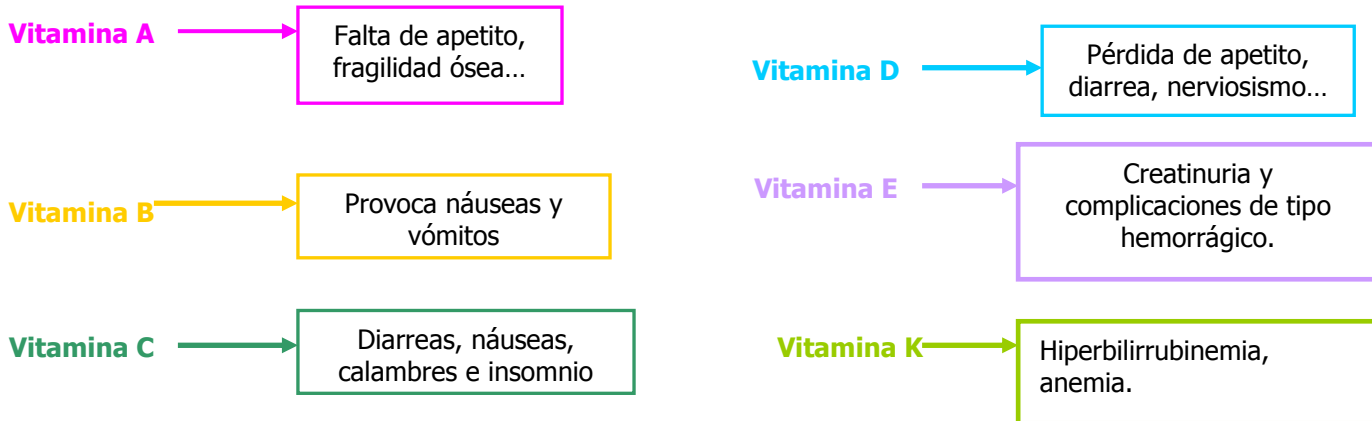 Vitamina A
Falta de apetito,
fragilidad ósea…
Vitamina B
Provoca náuseas y
vómitos
Vitamina C
Diarreas, náuseas,
calambres e insomnio
Vitamina D
Pérdida de apetito,
diarrea, nerviosismo…
Vitamina E
Creatinuria y
complicaciones de tipo
hemorrágico.
Vitamina K
Hiperbilirrubinemia,
anemia.